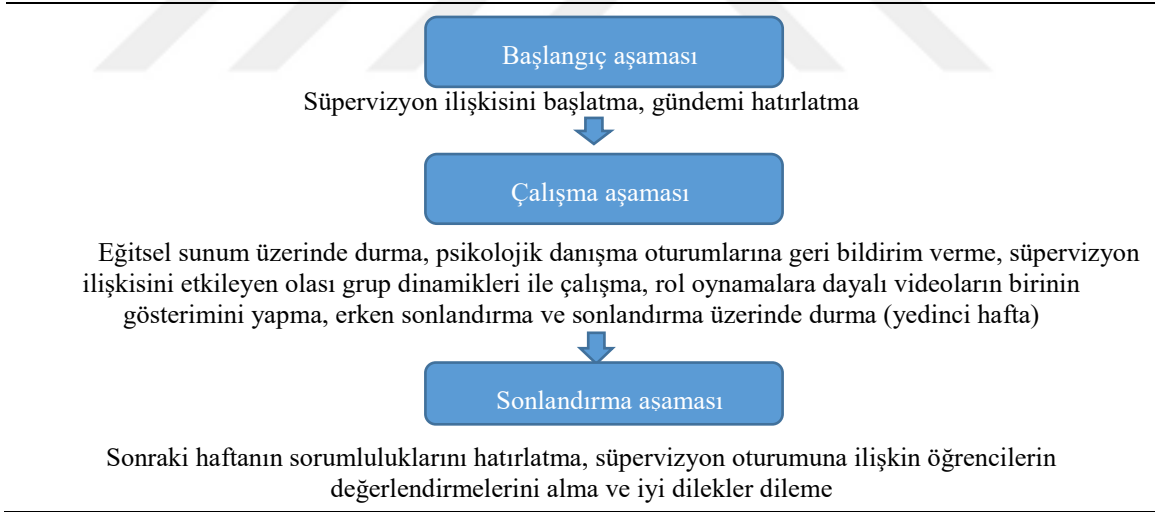 Başlangıç aşaması
Süpervizyon ilişkisini başlatma, gündemi hatırlatma
Çalışma aşaması
Eğitsel sunum üzerinde durma, psikolojik danışma oturumlarına geri bildirim verme, süpervizyon
ilişkisini etkileyen olası grup dinamikleri ile çalışma, rol oynamalara dayalı videoların birinin
gösterimini yapma, erken sonlandırma ve sonlandırma üzerinde durma (yedinci hafta)
Sonlandırma aşaması
Sonraki haftanın sorumluluklarını hatırlatma, süpervizyon oturumuna ilişkin öğrencilerin
değerlendirmelerini alma ve iyi dilekler dileme